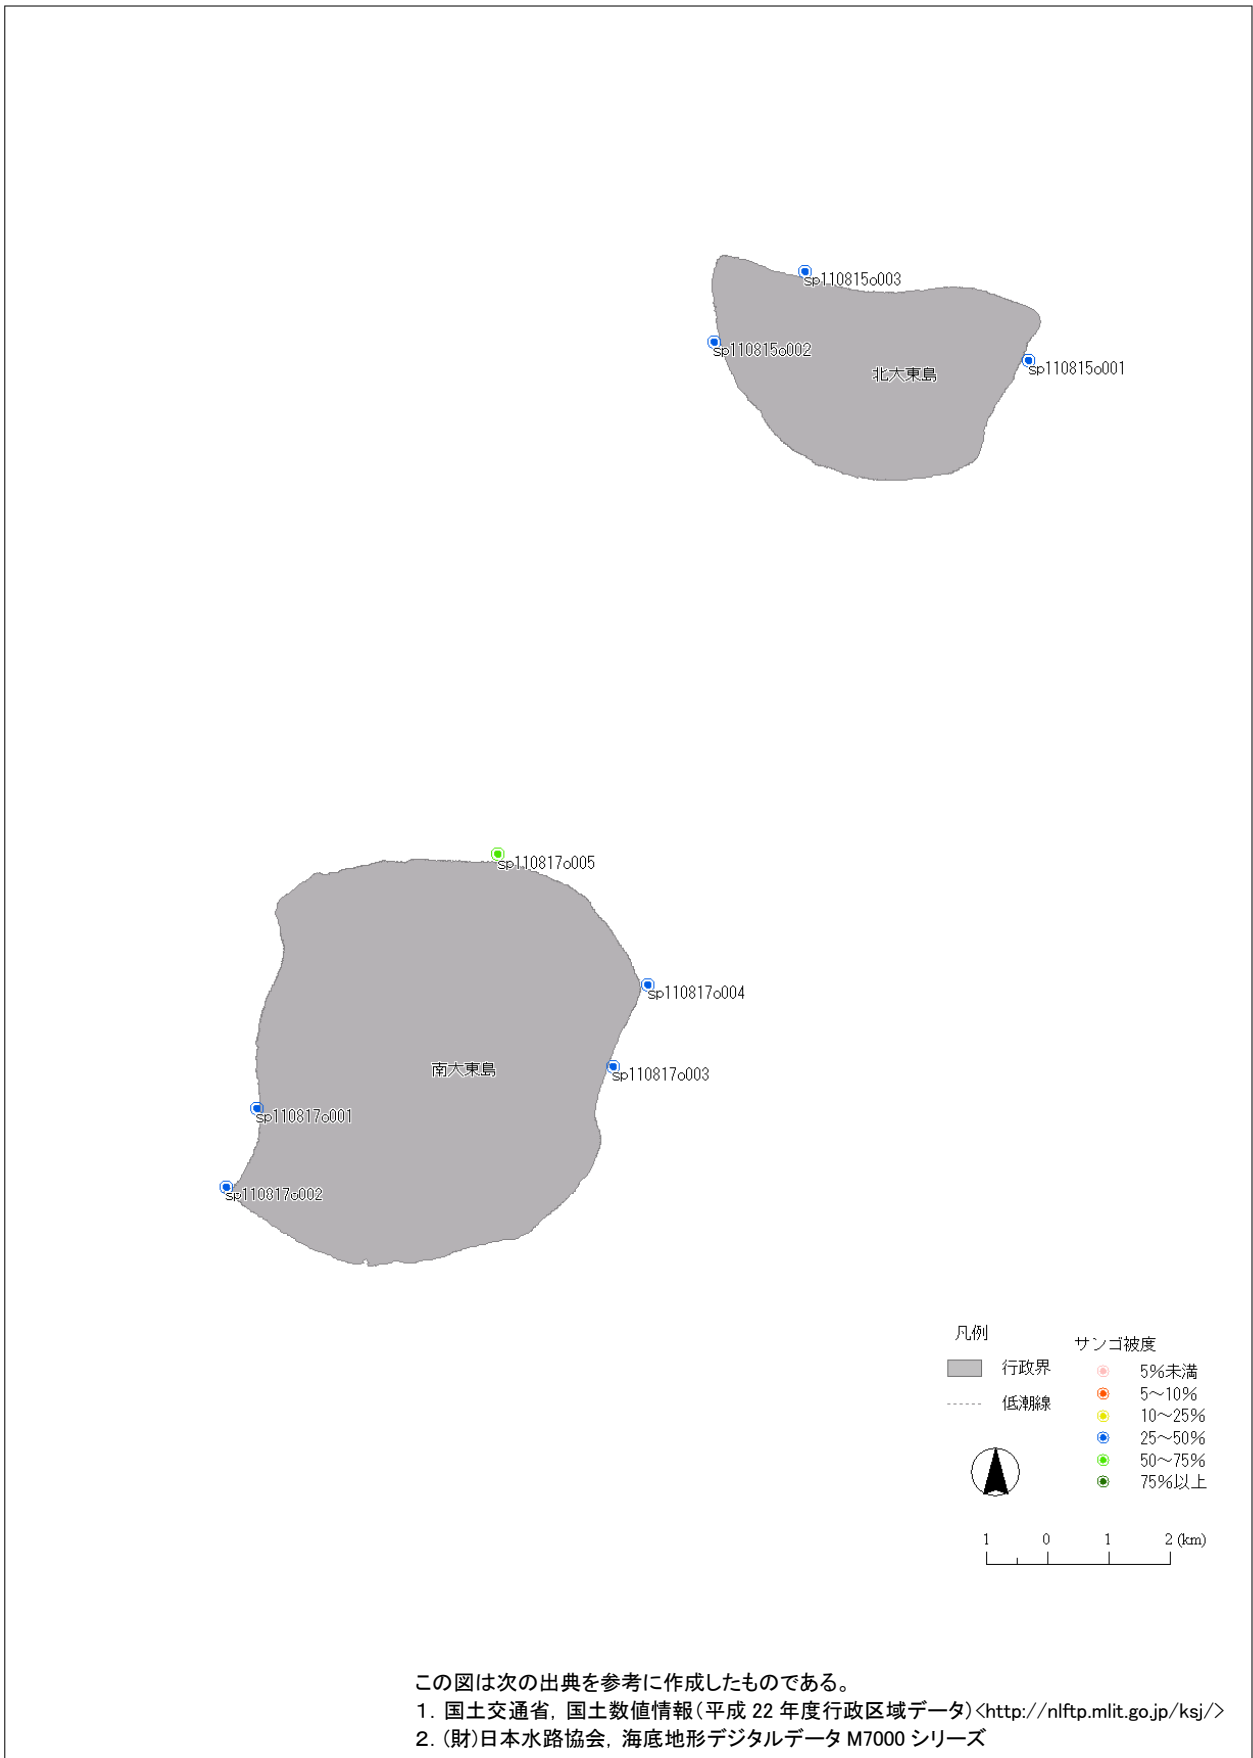 sp110815o003
sp110815o002
北大東島
sp110815o001
sp110817o005
sp110817o004
南大東島
sp110817o003
sp110817o001
sp110817o002
凡例
行政界
低潮線
サンゴ被度
5%未満
5～10%
10～25%
25～50%
50～75%
75%以上
1 0 1 2 (km)
この図は次の出典を参考に作成したものである。
1. 国土交通省, 国土数値情報(平成 22 年度行政区域データ)<http://nlftp.mlit.go.jp/ksj/>
2. (財)日本水路協会, 海底地形デジタルデータ M7000 シリーズ